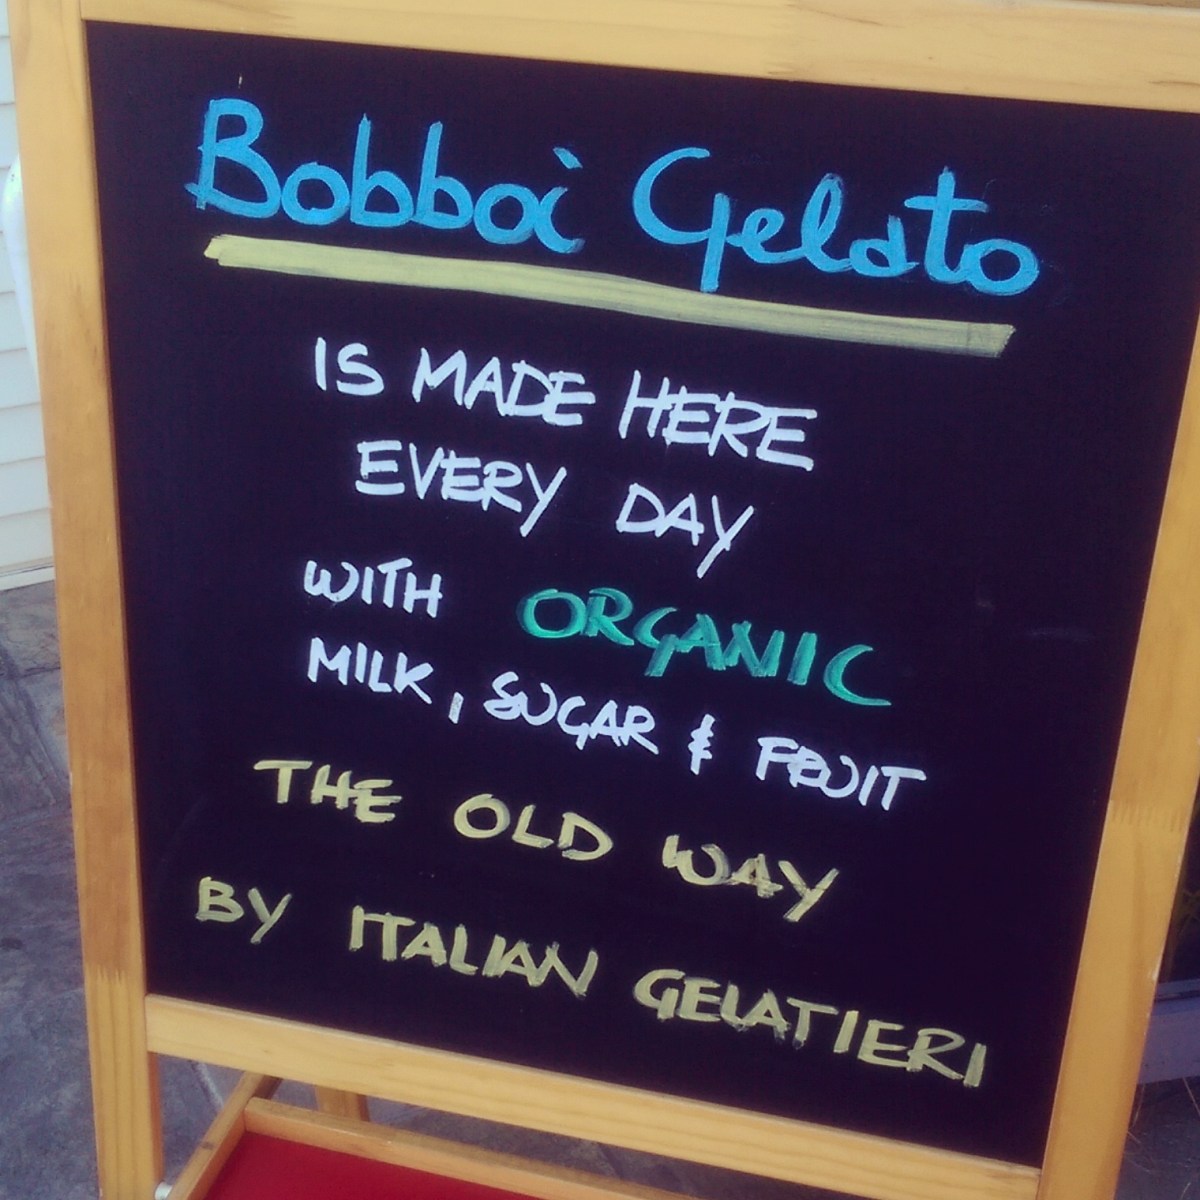 Bobboi Gelato
IS MADE HERE
EVERY DAY
WITH ORGANIC
MILK, SUGAR & FRUIT
THE OLD WAY
BY ITALIAN GELATIERI